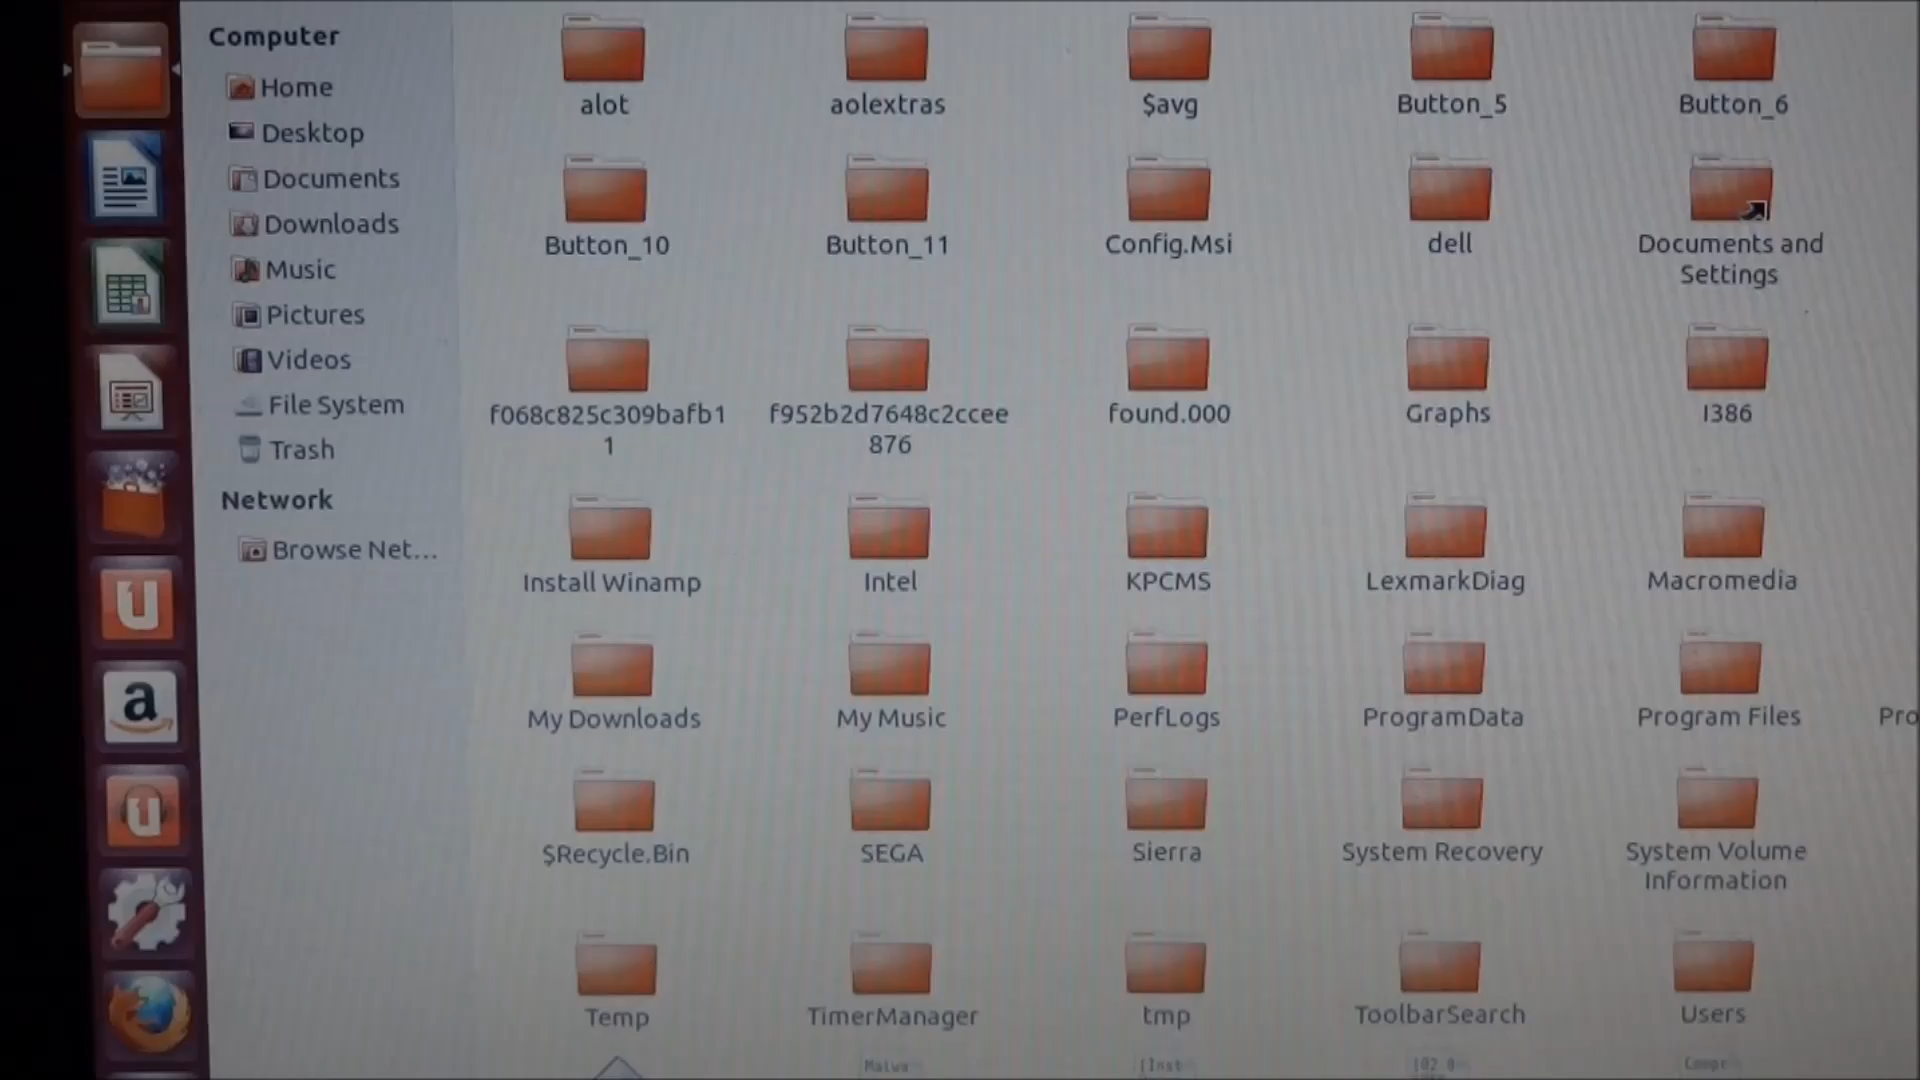 Computer
Home
Desktop
Documents
Downloads
Music
Pictures
Videos
File System
Trash
Network
Browse Net...
alot
aolextras
$avg
Button_5
Button_6
Button_10
Button_11
Config.Msi
dell
Documents and
Settings
f068c825c309bafb1
1
f952b2d7648c2ccee
876
found.000
Graphs
I386
Install Winamp
Intel
KPCMS
LexmarkDiag
Macromedia
My Downloads
My Music
PerfLogs
ProgramData
Program Files
Pro
$Recycle.Bin
SEGA
Sierra
System Recovery
System Volume
Information
Temp
TimerManager
tmp
ToolbarSearch
Users